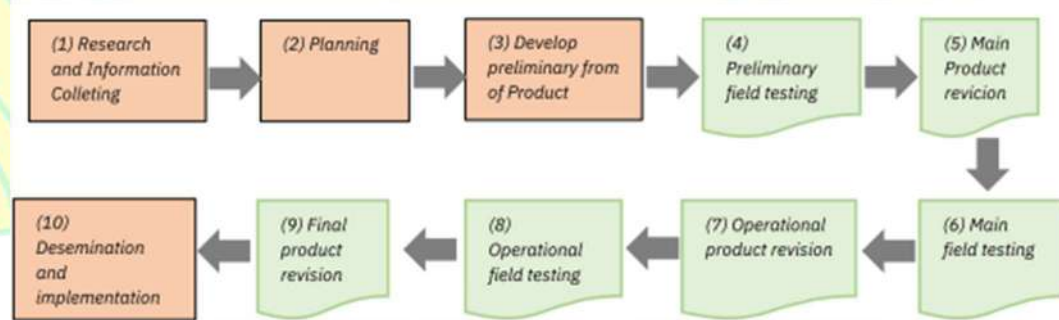 (1) Research
and Information
Colleting
(2) Planning
(3) Develop
preliminary from
of Product
(4)
Preliminary
field testing
(5) Main
Product
revicion
(6) Main
field testing
(7) Operational
product revision
(8)
Operational
field testing
(9) Final
product
revision
(10)
Desemination
and
implementation